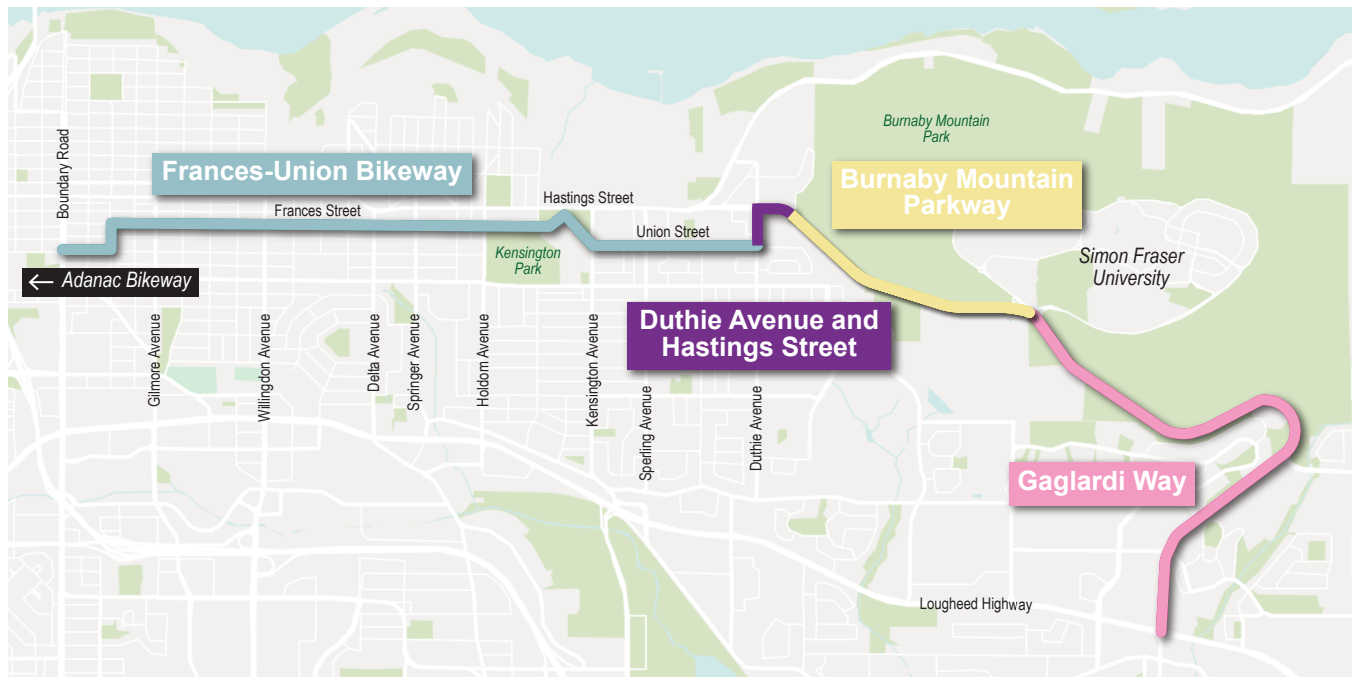 Burnaby Mountain
Park
Boundary Road
Frances-Union Bikeway
Burnaby Mountain
Parkway
Hastings Street
Frances Street
Union Street
Kensington
Park
Simon Fraser
University
← Adanac Bikeway
Duthie Avenue and
Hastings Street
Gilmore Avenue
Willingdon Avenue
Delta Avenue
Springer Avenue
Holdom Avenue
Kensington Avenue
Sperling Avenue
Duthie Avenue
Gaglardi Way
Lougheed Highway